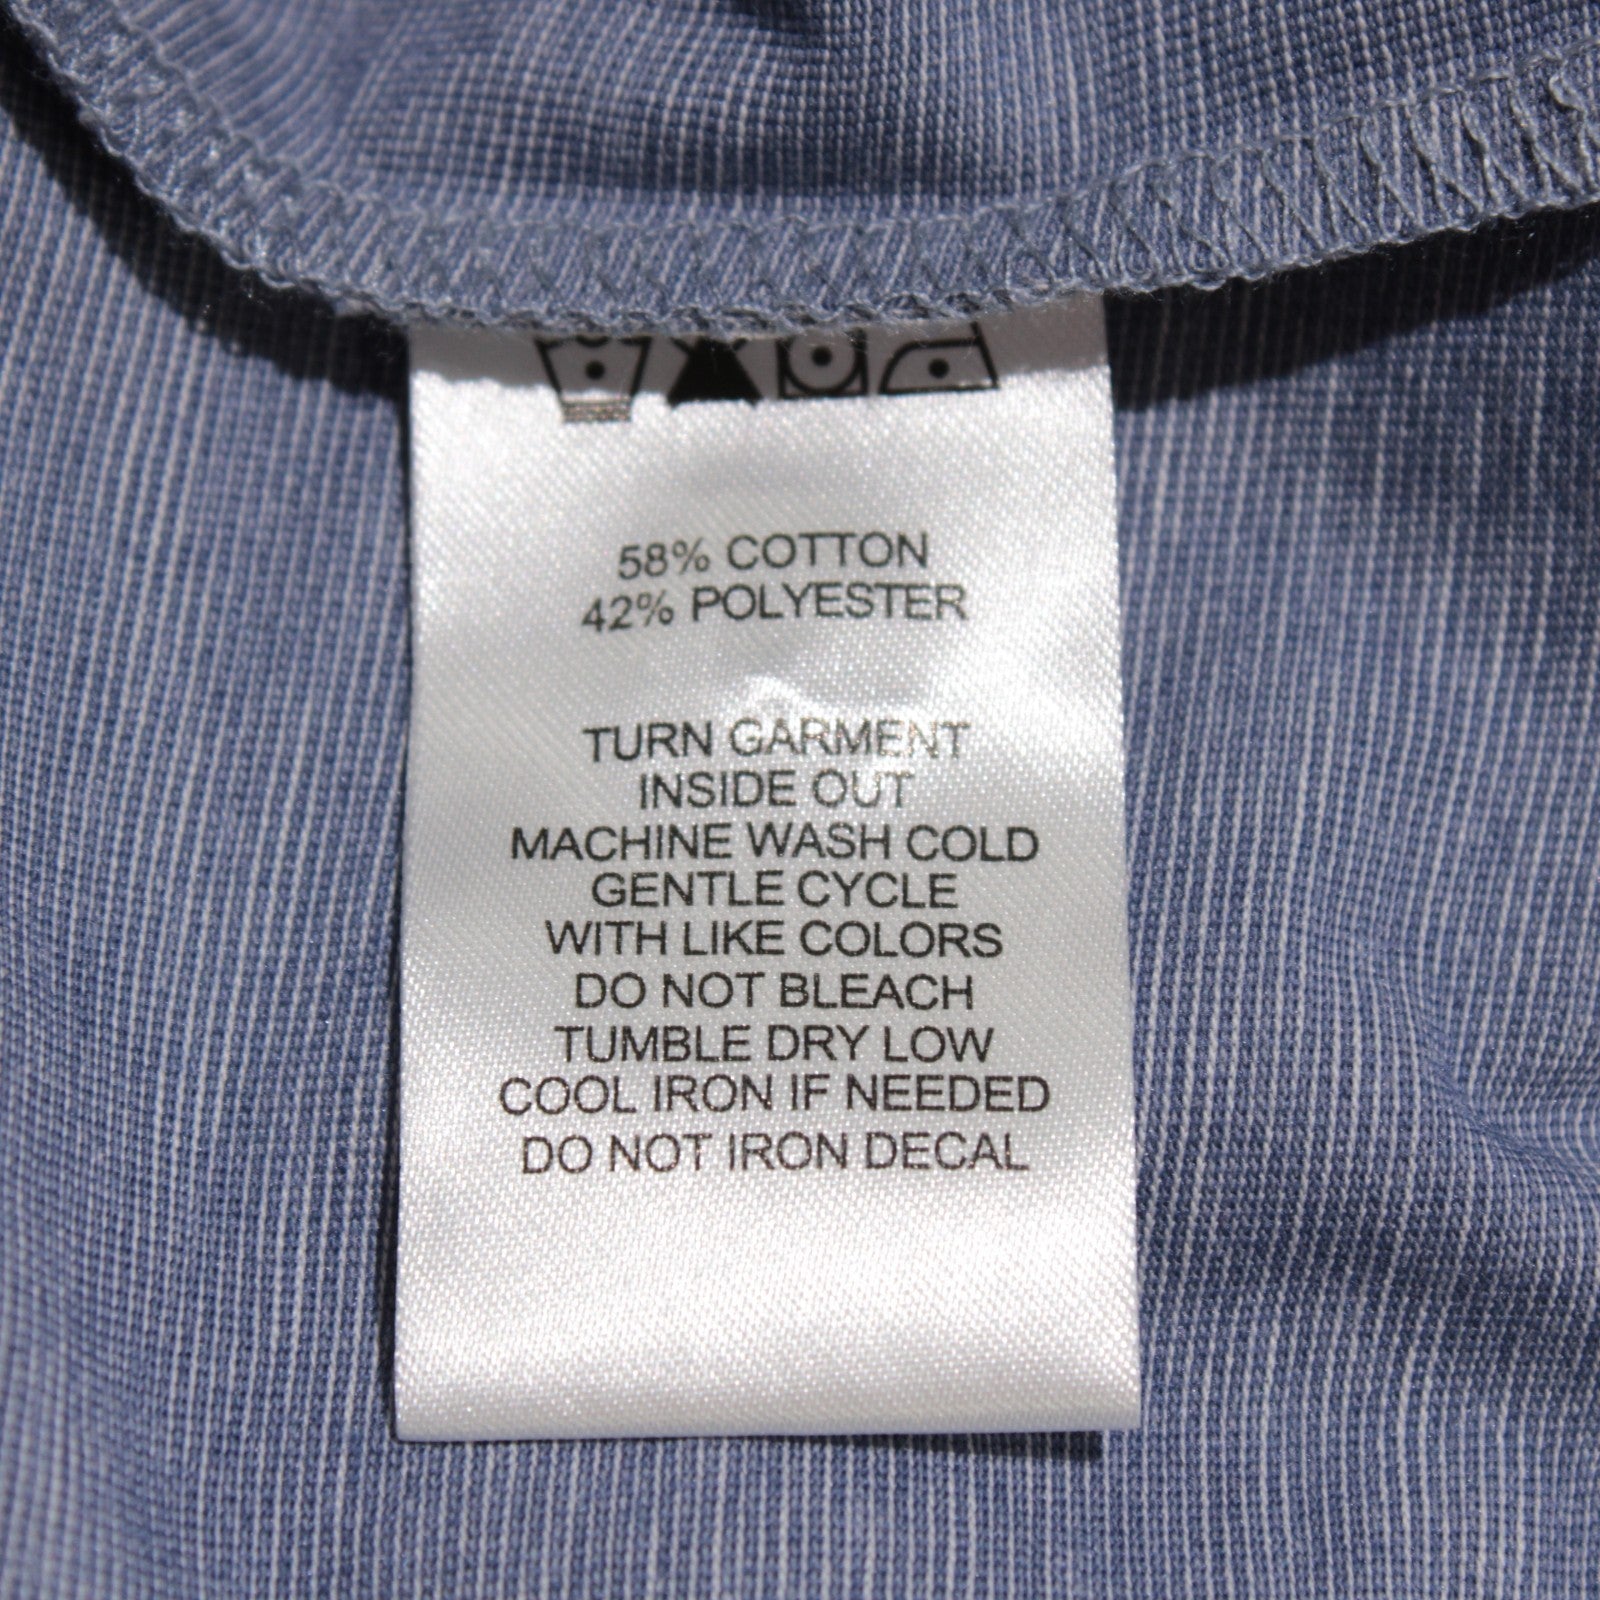 58% COTTON
42% POLYESTER
TURN GARMENT
INSIDE OUT
MACHINE WASH COLD
GENTLE CYCLE
WITH LIKE COLORS
DO NOT BLEACH
TUMBLE DRY LOW
COOL IRON IF NEEDED
DO NOT IRON DECAL